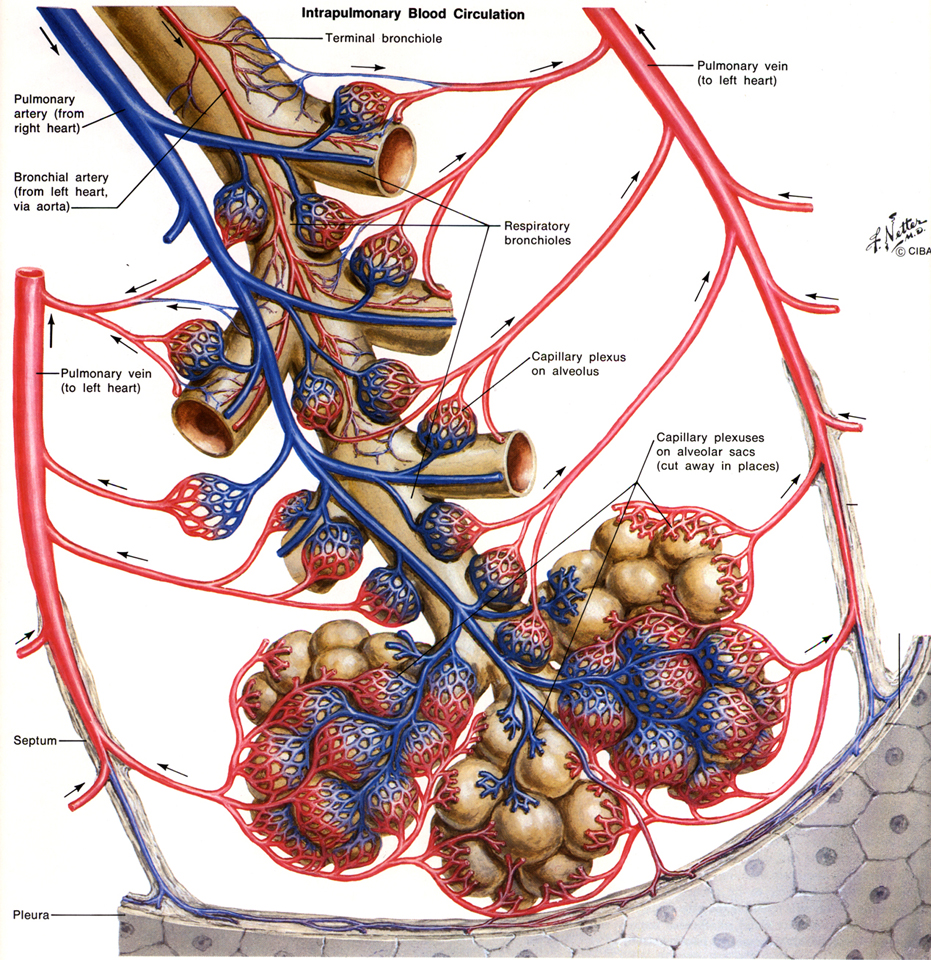 Intrapulmonary Blood Circulation
Terminal bronchiole
Pulmonary vein
(to left heart)
Pulmonary
artery (from
right heart)
Bronchial artery
(from left heart,
via aorta)
Respiratory
bronchioles
F. Netter
M.D.
© CIBA
Capillary plexus
on alveolus
Pulmonary vein
(to left heart)
Capillary plexuses
on alveolar sacs
(cut away in places)
Septum
Pleura